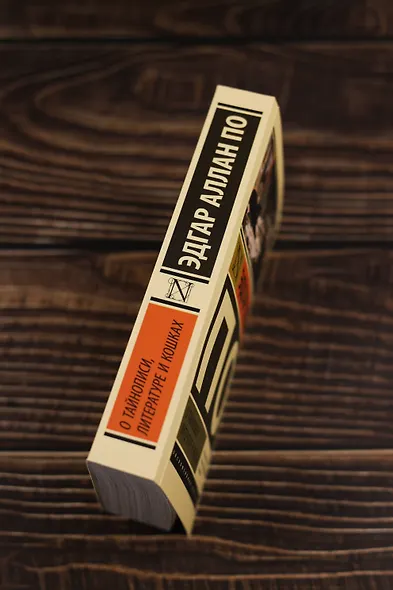 ЭДГАР АЛЛАН ПО
О ТАЙНОПИСИ,
ЛИТЕРАТУРЕ И КОШКАХ